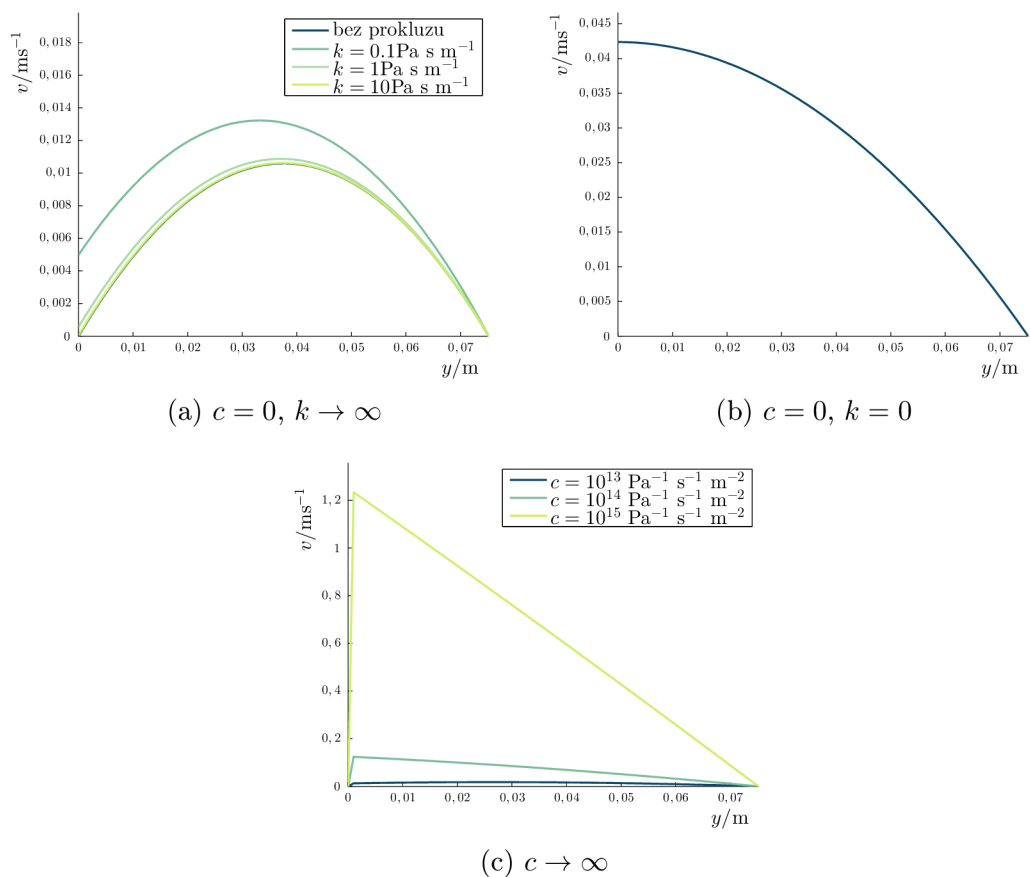 v/ms⁻¹
0,018
0,016
0,014
0,012
0,01
0,008
0,006
0,004
0,002
0
0 0,01 0,02 0,03 0,04 0,05 0,06 0,07
y/m
bez prokluzu
k = 0.1Pa s m⁻¹
k = 1Pa s m⁻¹
k = 10Pa s m⁻¹
(a) c = 0, k → ∞
v/ms⁻¹
0,045
0,04
0,035
0,03
0,025
0,02
0,015
0,01
0,005
0
0 0,01 0,02 0,03 0,04 0,05 0,06 0,07
y/m
(b) c = 0, k = 0
v/ms⁻¹
1,2
1
0,8
0,6
0,4
0,2
0
0 0,01 0,02 0,03 0,04 0,05 0,06 0,07
y/m
c = 10¹³ Pa⁻¹ s⁻¹ m⁻²
c = 10¹⁴ Pa⁻¹ s⁻¹ m⁻²
c = 10¹⁵ Pa⁻¹ s⁻¹ m⁻²
(c) c → ∞